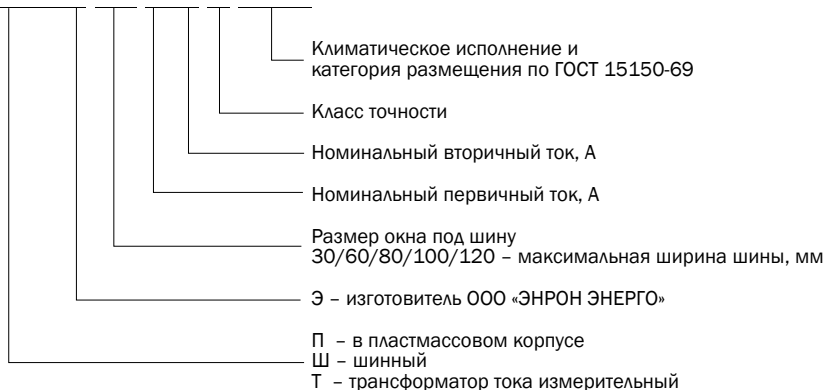 Климатическое исполнение и
категория размещения по ГОСТ 15150-69
Класс точности
Номинальный вторичный ток, А
Номинальный первичный ток, А
Размер окна под шину
30/60/80/100/120 – максимальная ширина шины, мм
Э – изготовитель ООО «ЭНРОН ЭНЕРГО»
П – в пластмассовом корпусе
Ш – шинный
Т – трансформатор тока измерительный